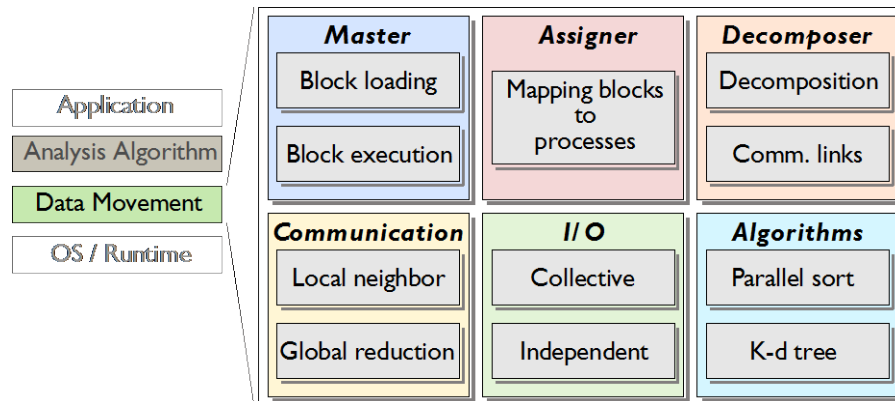 Application
Analysis Algorithm
Data Movement
OS / Runtime
Master
Block loading
Block execution
Assigner
Mapping blocks
to
processes
Decomposer
Decomposition
Comm. links
Communication
Local neighbor
Global reduction
I/O
Collective
Independent
Algorithms
Parallel sort
K-d tree